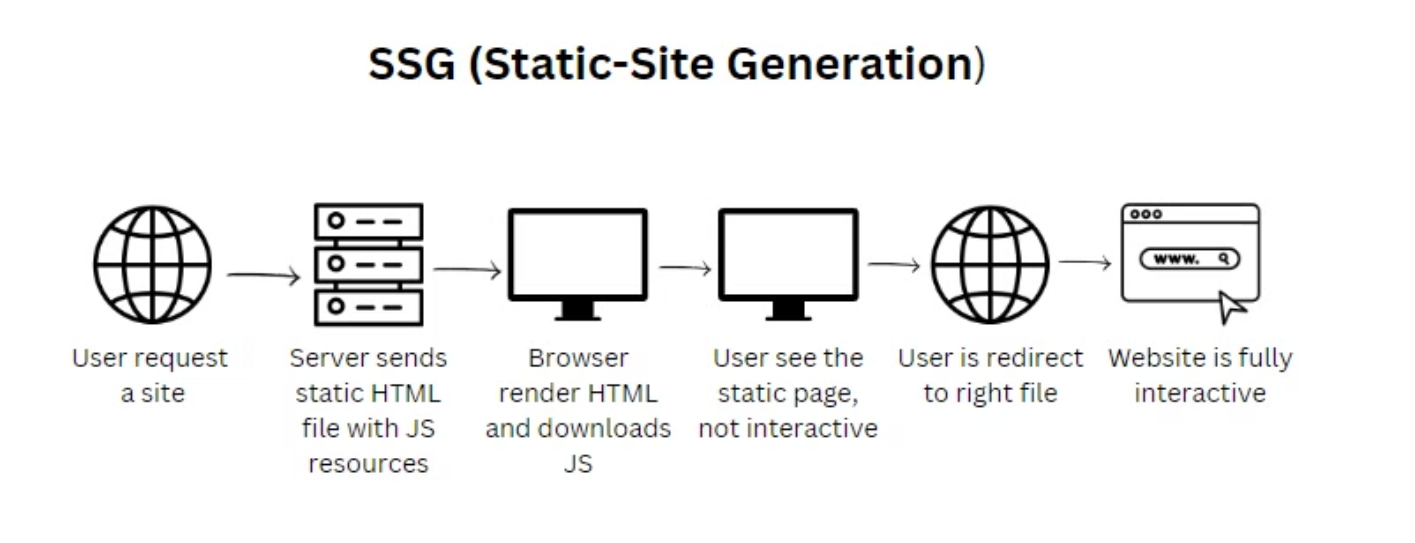 SSG (Static-Site Generation)
www.
User request
a site
Server sends
static HTML
file with JS
resources
Browser
render HTML
and downloads
JS
User see the
static page,
not interactive
User is redirect
to right file
Website is fully
interactive